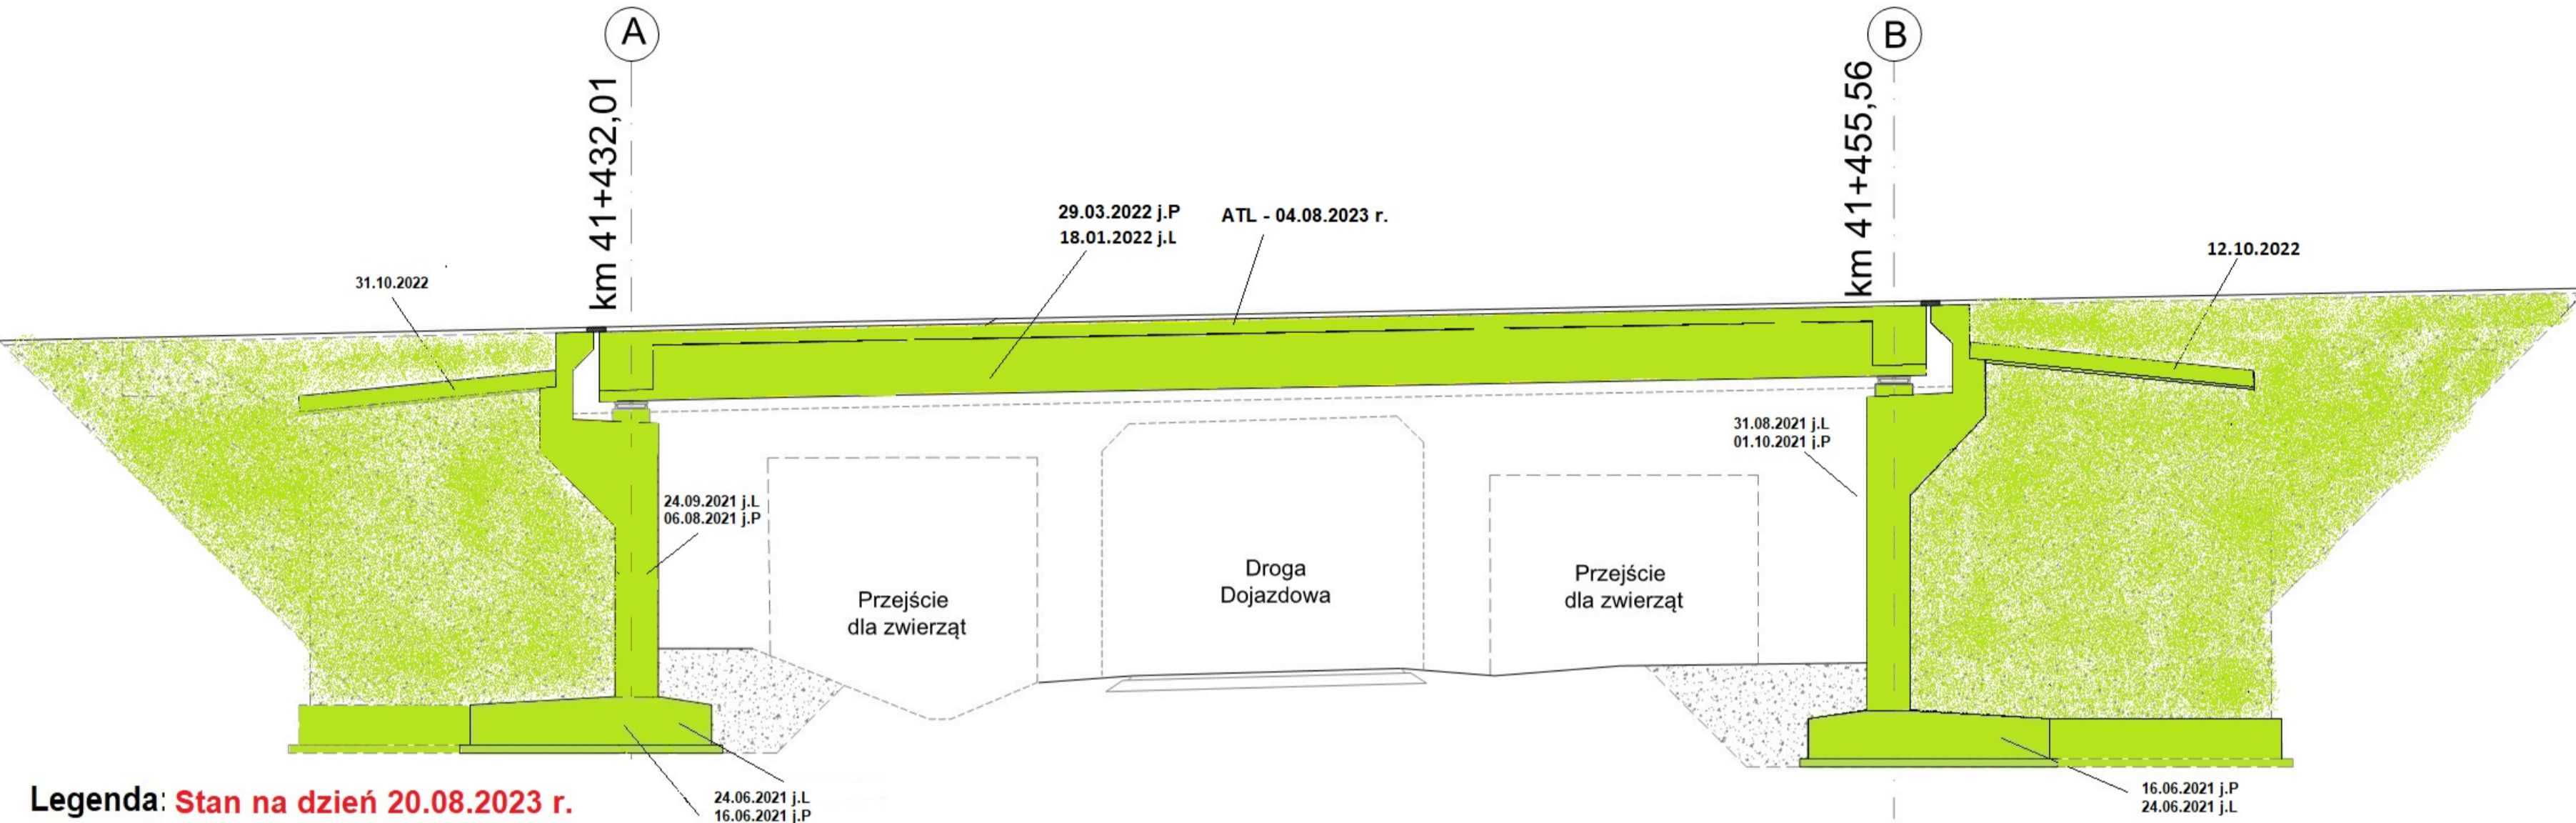 A
B
km 41+432,01
km 41+455,56
29.03.2022 j.P
18.01.2022 j.L
ATL - 04.08.2023 r.
31.10.2022
12.10.2022
24.09.2021 j.L
06.08.2021 j.P
31.08.2021 j.L
01.10.2021 j.P
Przejście
dla zwierząt
Droga
Dojazdowa
Przejście
dla zwierząt
24.06.2021 j.L
16.06.2021 j.P
16.06.2021 j.P
24.06.2021 j.L
Legenda: Stan na dzień 20.08.2023 r.